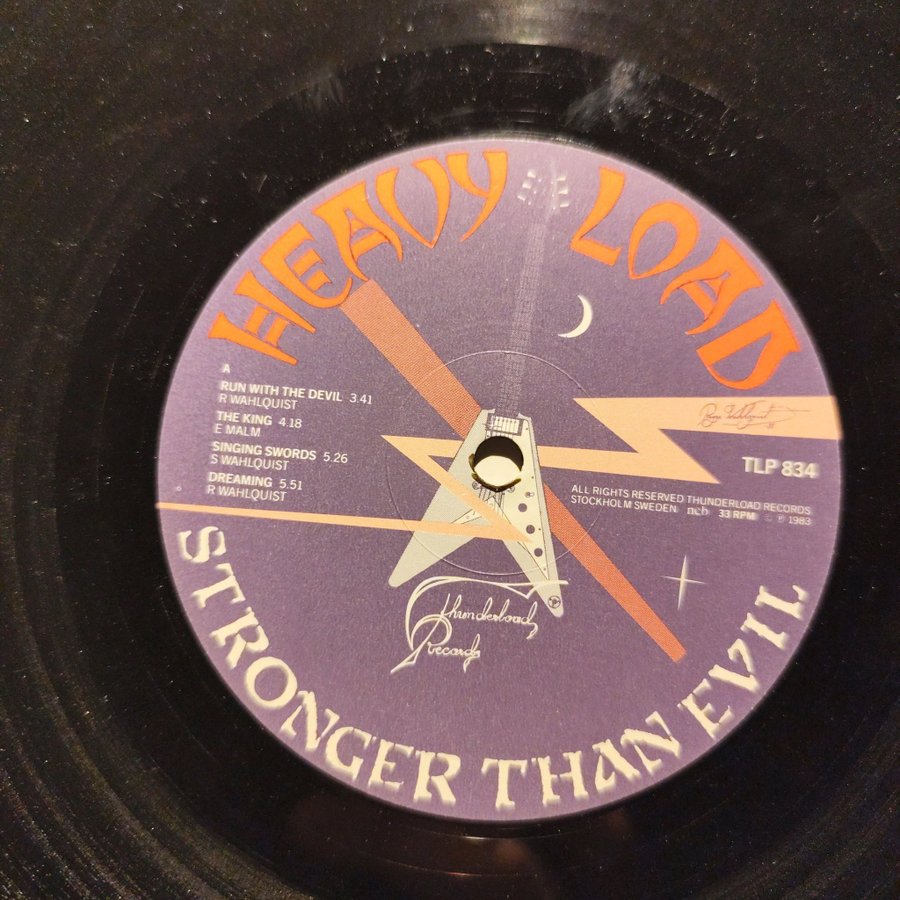 HEAVY LOAD
A
RUN WITH THE DEVIL 3.41
R WAHLQUIST
THE KING 4.18
E MALM
SINGING SWORDS 5.26
S WAHLQUIST
DREAMING 5.51
R WAHLQUIST
TLP 834
ALL RIGHTS RESERVED THUNDERLOAD RECORDS
STOCKHOLM SWEDEN ncb 33 RPM © ℗ 1983
Thunderload
Records
STRONGER THAN EVIL